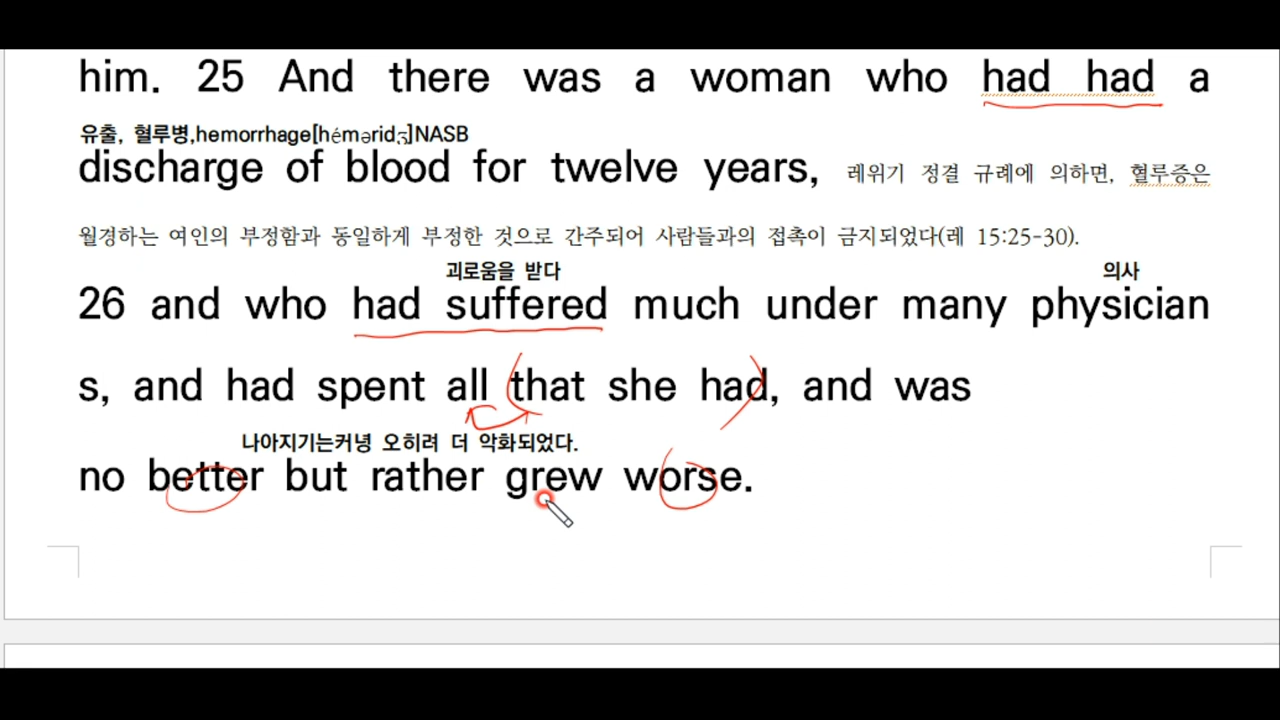 him. 25 And there was a woman who had had a
유출, 혈루병,hemorrhage[héməridʒ]NASB
discharge of blood for twelve years, 레위기 정결 규례에 의하면, 혈루증은
월경하는 여인의 부정함과 동일하게 부정한 것으로 간주되어 사람들과의 접촉이 금지되었다(레 15:25-30).
괴로움을 받다 의사
26 and who had suffered much under many physician
s, and had spent all that she had, and was
나아지기는커녕 오히려 더 악화되었다.
no better but rather grew worse.